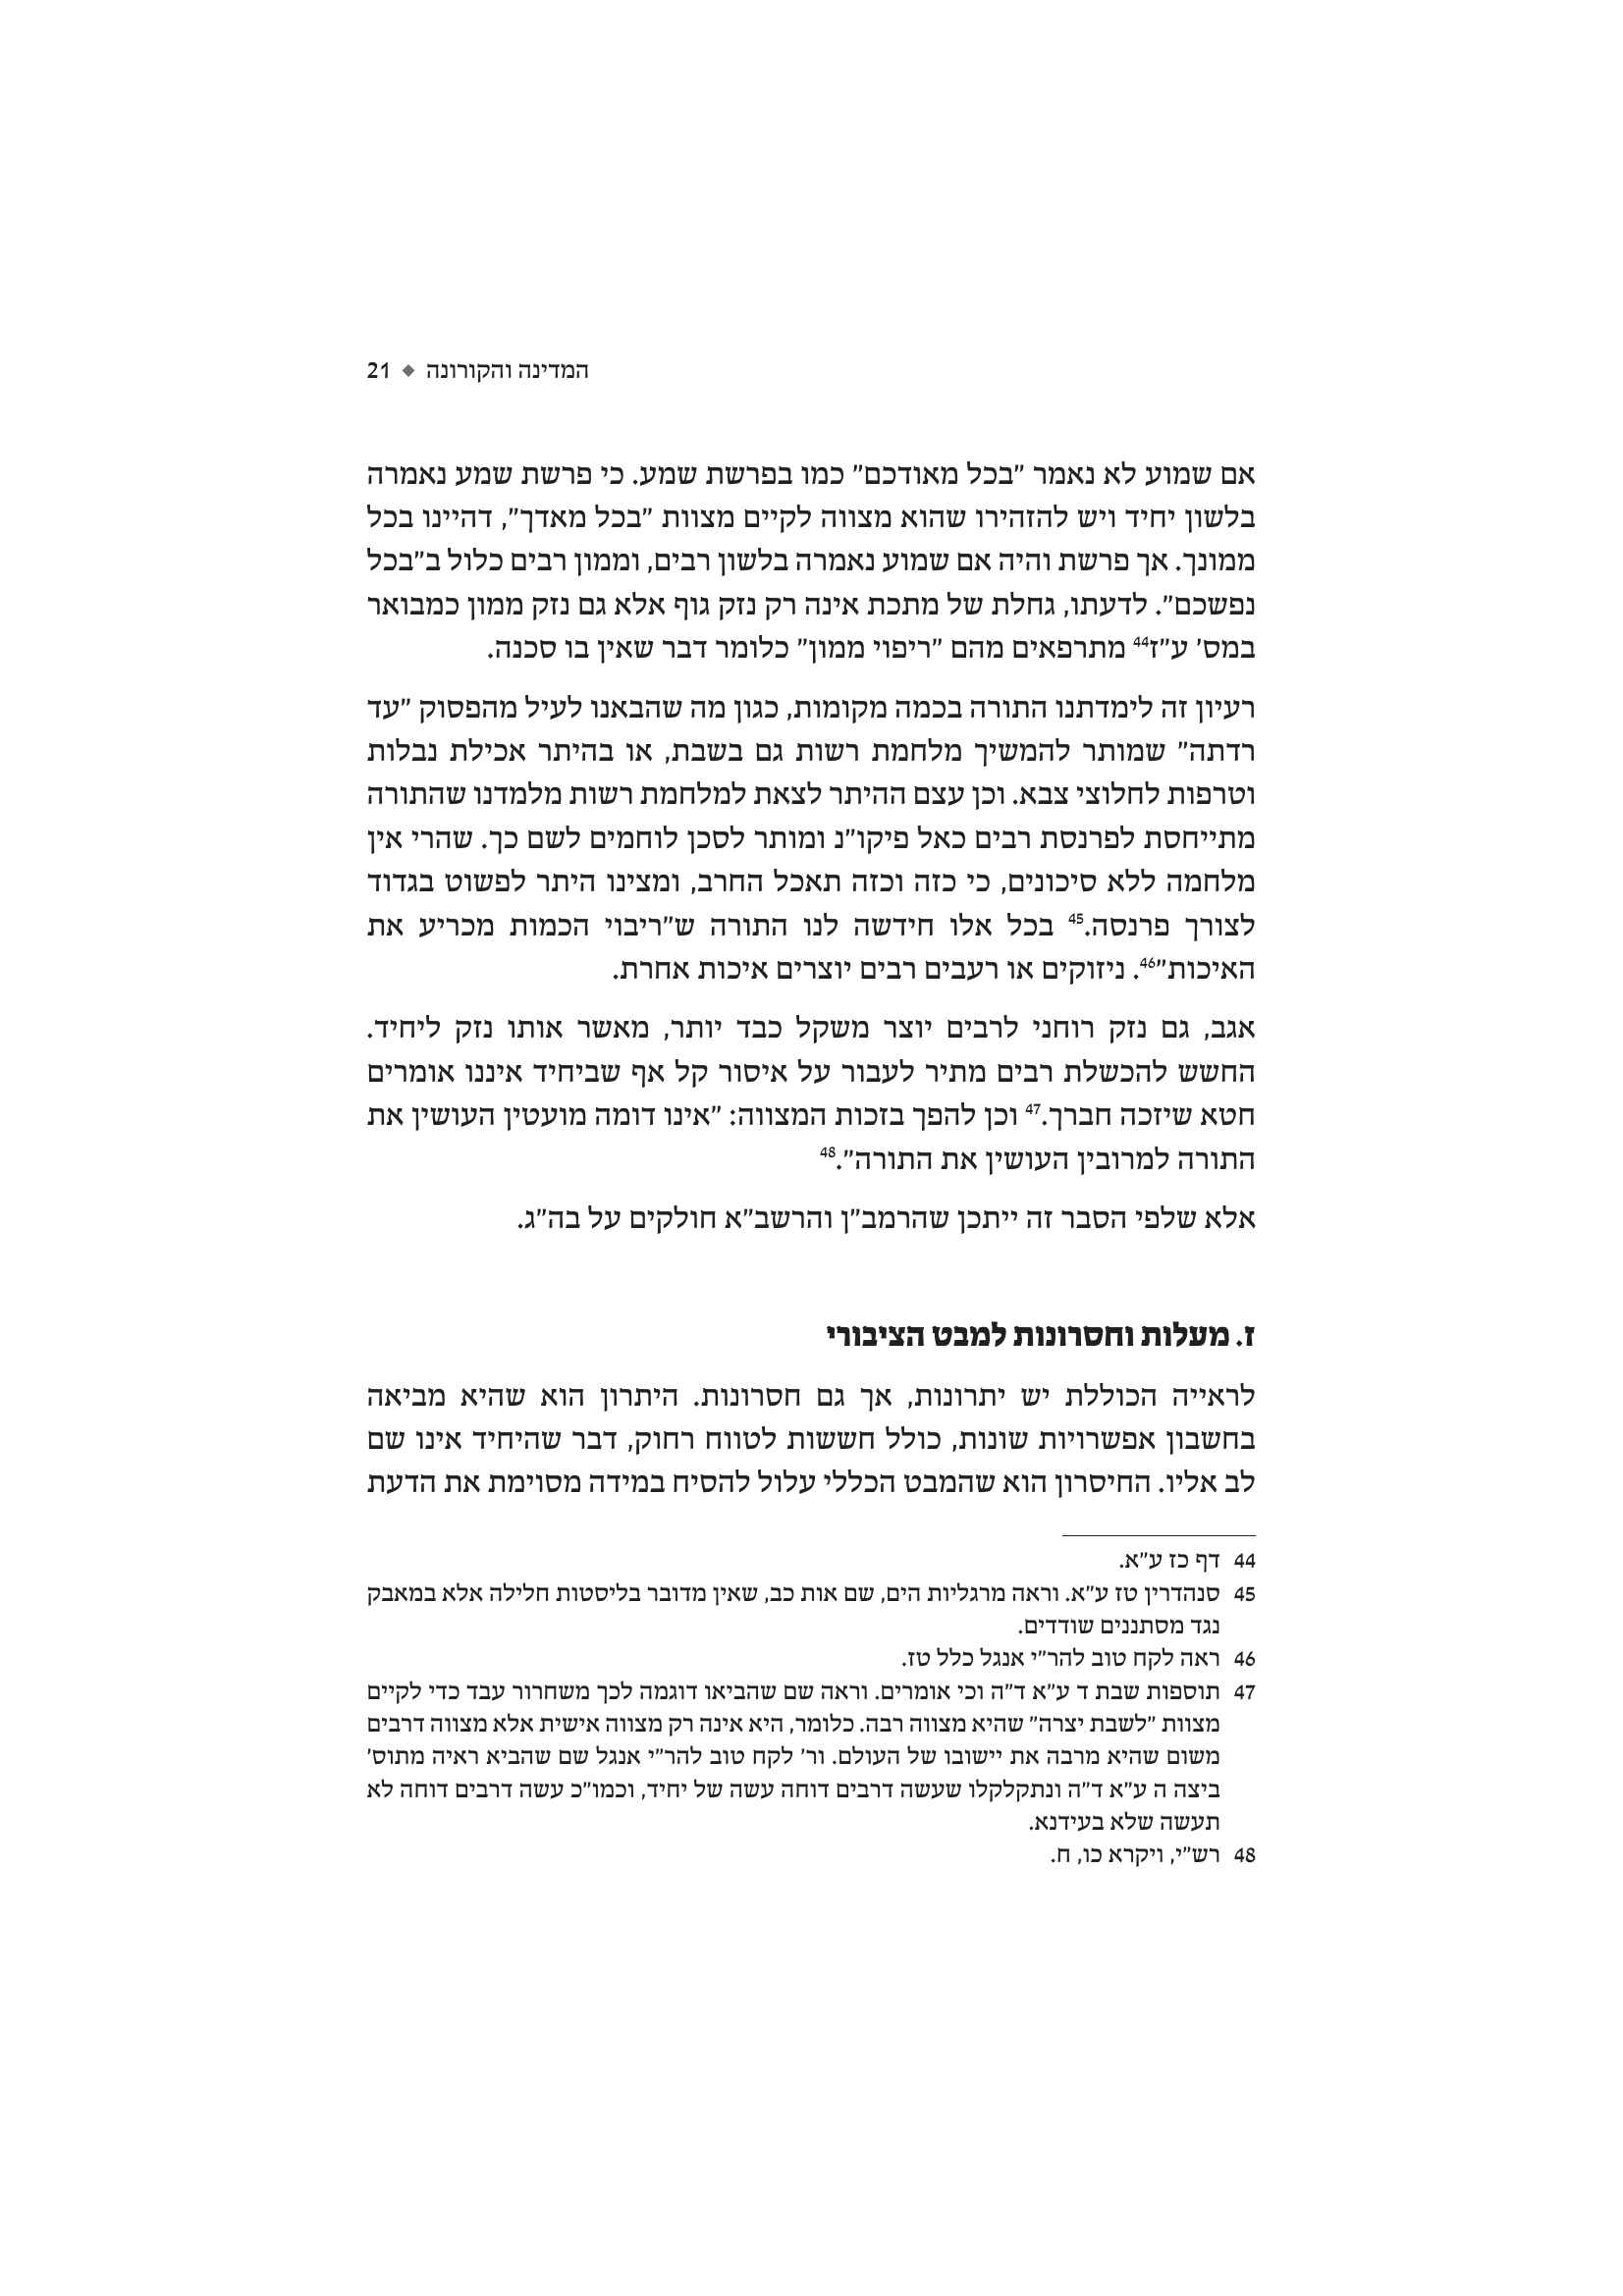 המדינה והקורונה ◆ 21
אם שמוע לא נאמר "בכל מאודכם" כמו בפרשת שמע. כי פרשת שמע נאמרה
בלשון יחיד ויש להזהירו שהוא מצווה לקיים מצוות "בכל מאדך", דהיינו בכל
ממונך. אך פרשת והיה אם שמוע נאמרה בלשון רבים, וממון רבים כלול ב"בכל
נפשכם". לדעתו, גחלת של מתכת אינה רק נזק גוף אלא גם נזק ממון כמבואר
במס' ע"ז44 מתרפאים מהם "ריפוי ממון" כלומר דבר שאין בו סכנה.
רעיון זה לימדתנו התורה בכמה מקומות, כגון מה שהבאנו לעיל מהפסוק "עד
רדתה" שמותר להמשיך מלחמת רשות גם בשבת, או בהיתר אכילת נבלות
וטרפות לחלוצי צבא. וכן עצם ההיתר לצאת למלחמת רשות מלמדנו שהתורה
מתייחסת לפרנסת רבים כאל פיקו"נ ומותר לסכן לוחמים לשם כך. שהרי אין
מלחמה ללא סיכונים, כי כזה וכזה תאכל החרב, ומצינו היתר לפשוט בגדוד
לצורך פרנסה.45 בכל אלו חידשה לנו התורה ש"ריבוי הכמות מכריע את
האיכות"46. ניזוקים או רעבים רבים יוצרים איכות אחרת.
אגב, גם נזק רוחני לרבים יוצר משקל כבד יותר, מאשר אותו נזק ליחיד.
החשש להכשלת רבים מתיר לעבור על איסור קל אף שביחיד איננו אומרים
חטא שיזכה חברך.47 וכן להפך בזכות המצווה: "אינו דומה מועטין העושין את
התורה למרובין העושין את התורה".48
אלא שלפי הסבר זה ייתכן שהרמב"ן והרשב"א חולקים על בה"ג.
ז. מעלות וחסרונות למבט הציבורי
לראייה הכוללת יש יתרונות, אך גם חסרונות. היתרון הוא שהיא מביאה
בחשבון אפשרויות שונות, כולל חששות לטווח רחוק, דבר שהיחיד אינו שם
לב אליו. החיסרון הוא שהמבט הכללי עלול להסיח במידה מסוימת את הדעת
44 דף כז ע"א.
45 סנהדרין טז ע"א. וראה מרגליות הים, שם אות כב, שאין מדובר בליסטות חלילה אלא במאבק
נגד מסתננים שודדים.
46 ראה לקח טוב להר"י אנגל כלל טז.
47 תוספות שבת ד ע"א ד"ה וכי אומרים. וראה שם שהביאו דוגמה לכך משחרור עבד כדי לקיים
מצוות "לשבת יצרה" שהיא מצווה רבה. כלומר, היא אינה רק מצווה אישית אלא מצווה דרבים
משום שהיא מרבה את יישובו של העולם. ור' לקח טוב להר"י אנגל שם שהביא ראיה מתוס'
ביצה ה ע"א ד"ה ונתקלקלו שעשה דרבים דוחה עשה של יחיד, וכמו"כ עשה דרבים דוחה לא
תעשה שלא בעידנא.
48 רש"י, ויקרא כו, ח.